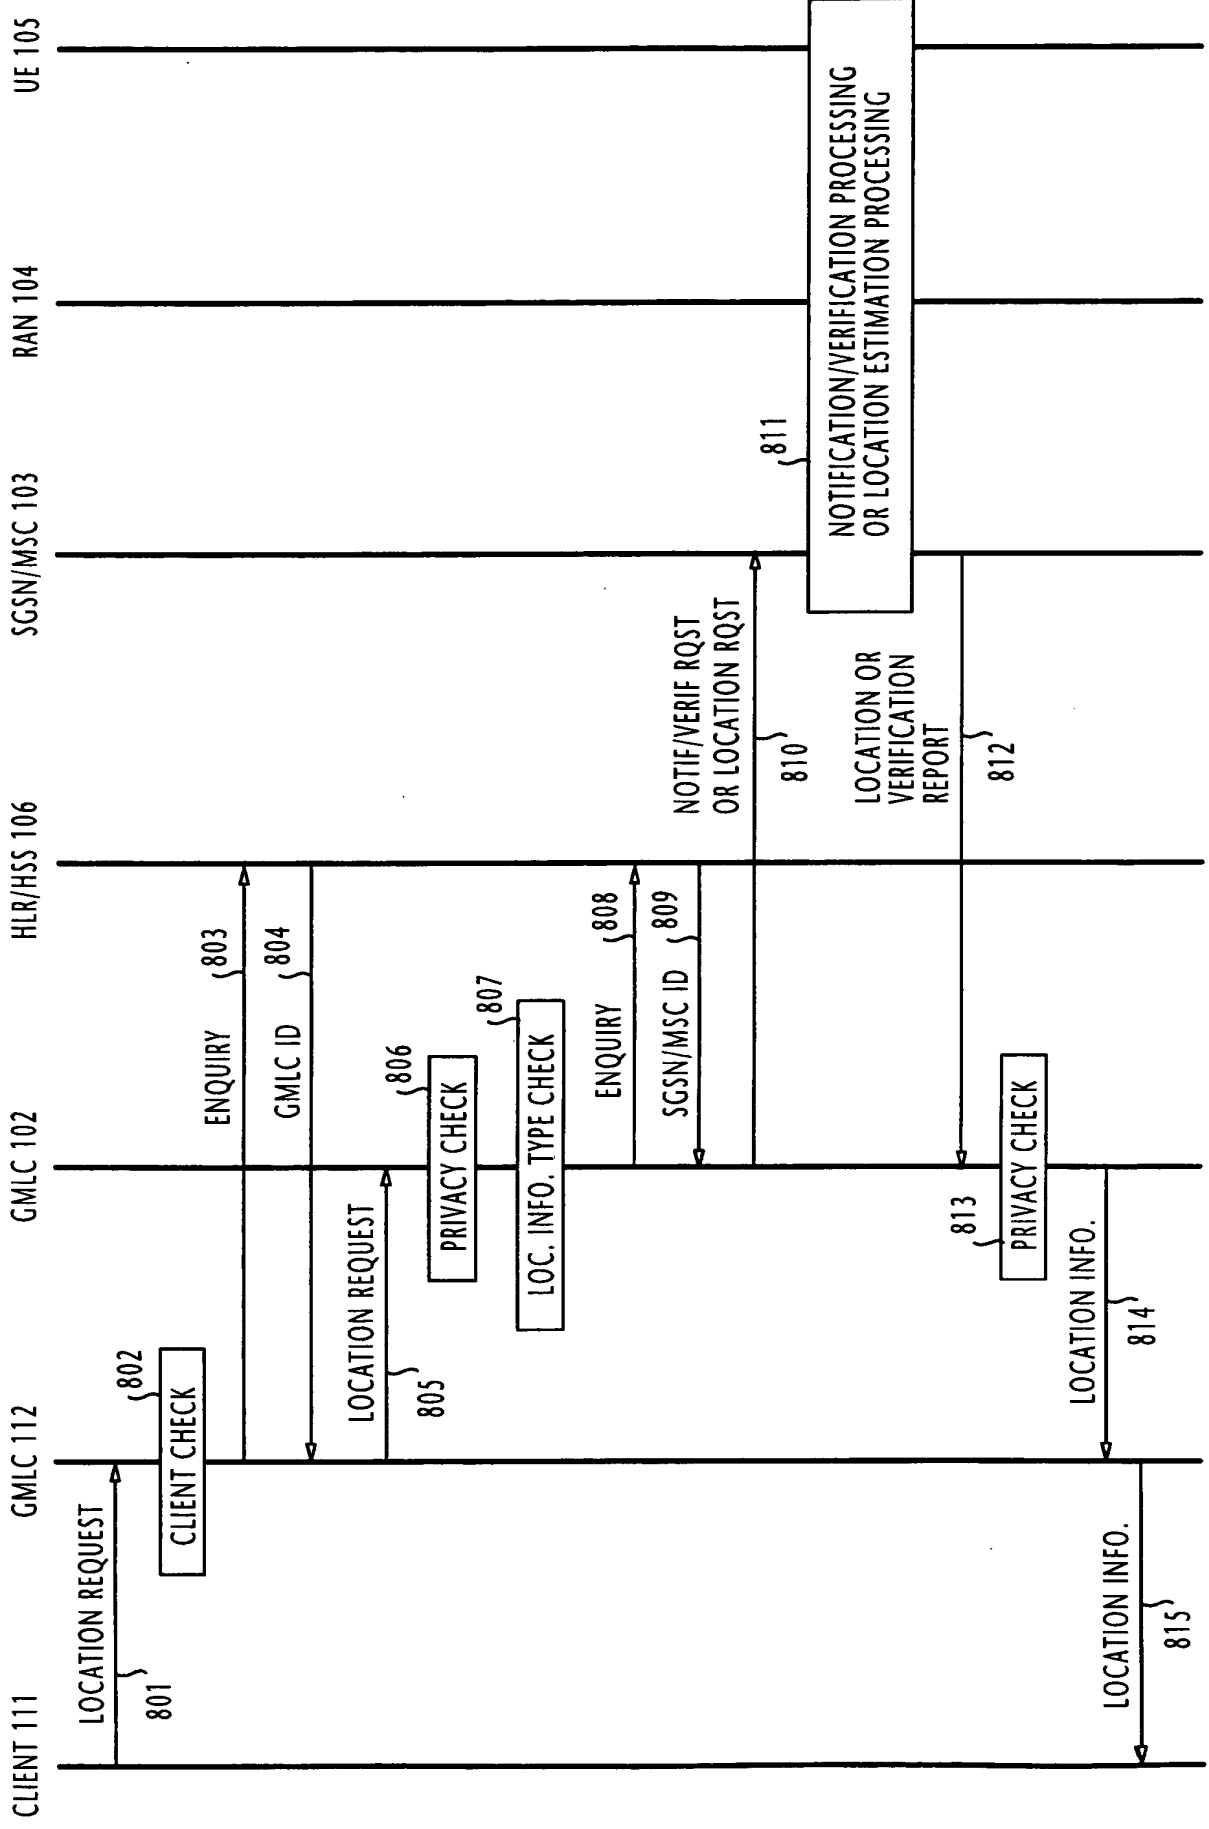 CLIENT 111
GMLC 112
GMLC 102
HLR/HSS 106
SGSN/MSC 103
RAN 104
UE 105
LOCATION REQUEST
801
802
CLIENT CHECK
ENQUIRY
803
GMLC ID
804
LOCATION REQUEST
805
806
PRIVACY CHECK
807
LOC. INFO. TYPE CHECK
ENQUIRY
808
SGSN/MSC ID
809
NOTIF/VERIF RQST
OR LOCATION RQST
810
811
NOTIFICATION/VERIFICATION PROCESSING
OR LOCATION ESTIMATION PROCESSING
LOCATION OR
VERIFICATION
REPORT
812
813
PRIVACY CHECK
LOCATION INFO.
814
LOCATION INFO.
815